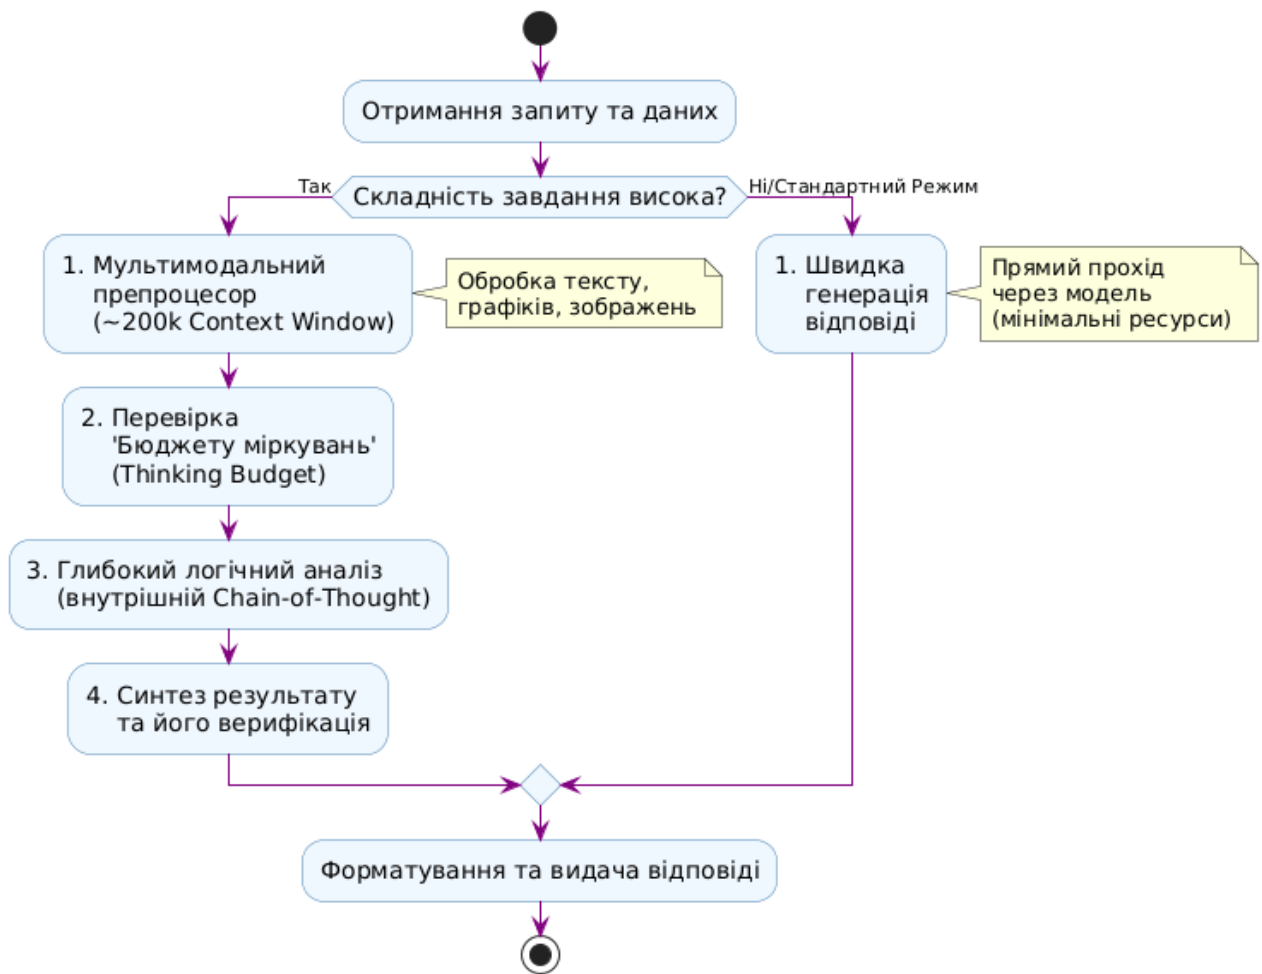 Отримання запиту та даних
Так
Складність завдання висока?
Ні/Стандартний Режим
1. Мультимодальний
препроцесор
(~200k Context Window)
Обробка тексту,
графіків, зображень
1. Швидка
генерація
відповіді
Прямий прохід
через модель
(мінімальні ресурси)
2. Перевірка
'Бюджету міркувань'
(Thinking Budget)
3. Глибокий логічний аналіз
(внутрішній Chain-of-Thought)
4. Синтез результату
та його верифікація
Форматування та видача відповіді